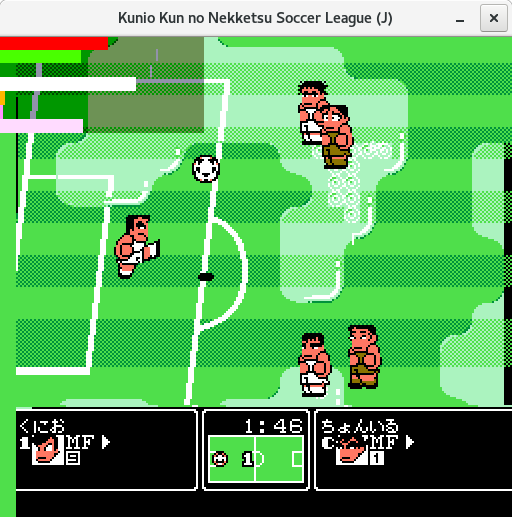 Kunio Kun no Nekketsu Soccer League (J)
くにお
1 MF
9
1:46
1
ちょんいる
C MF
1